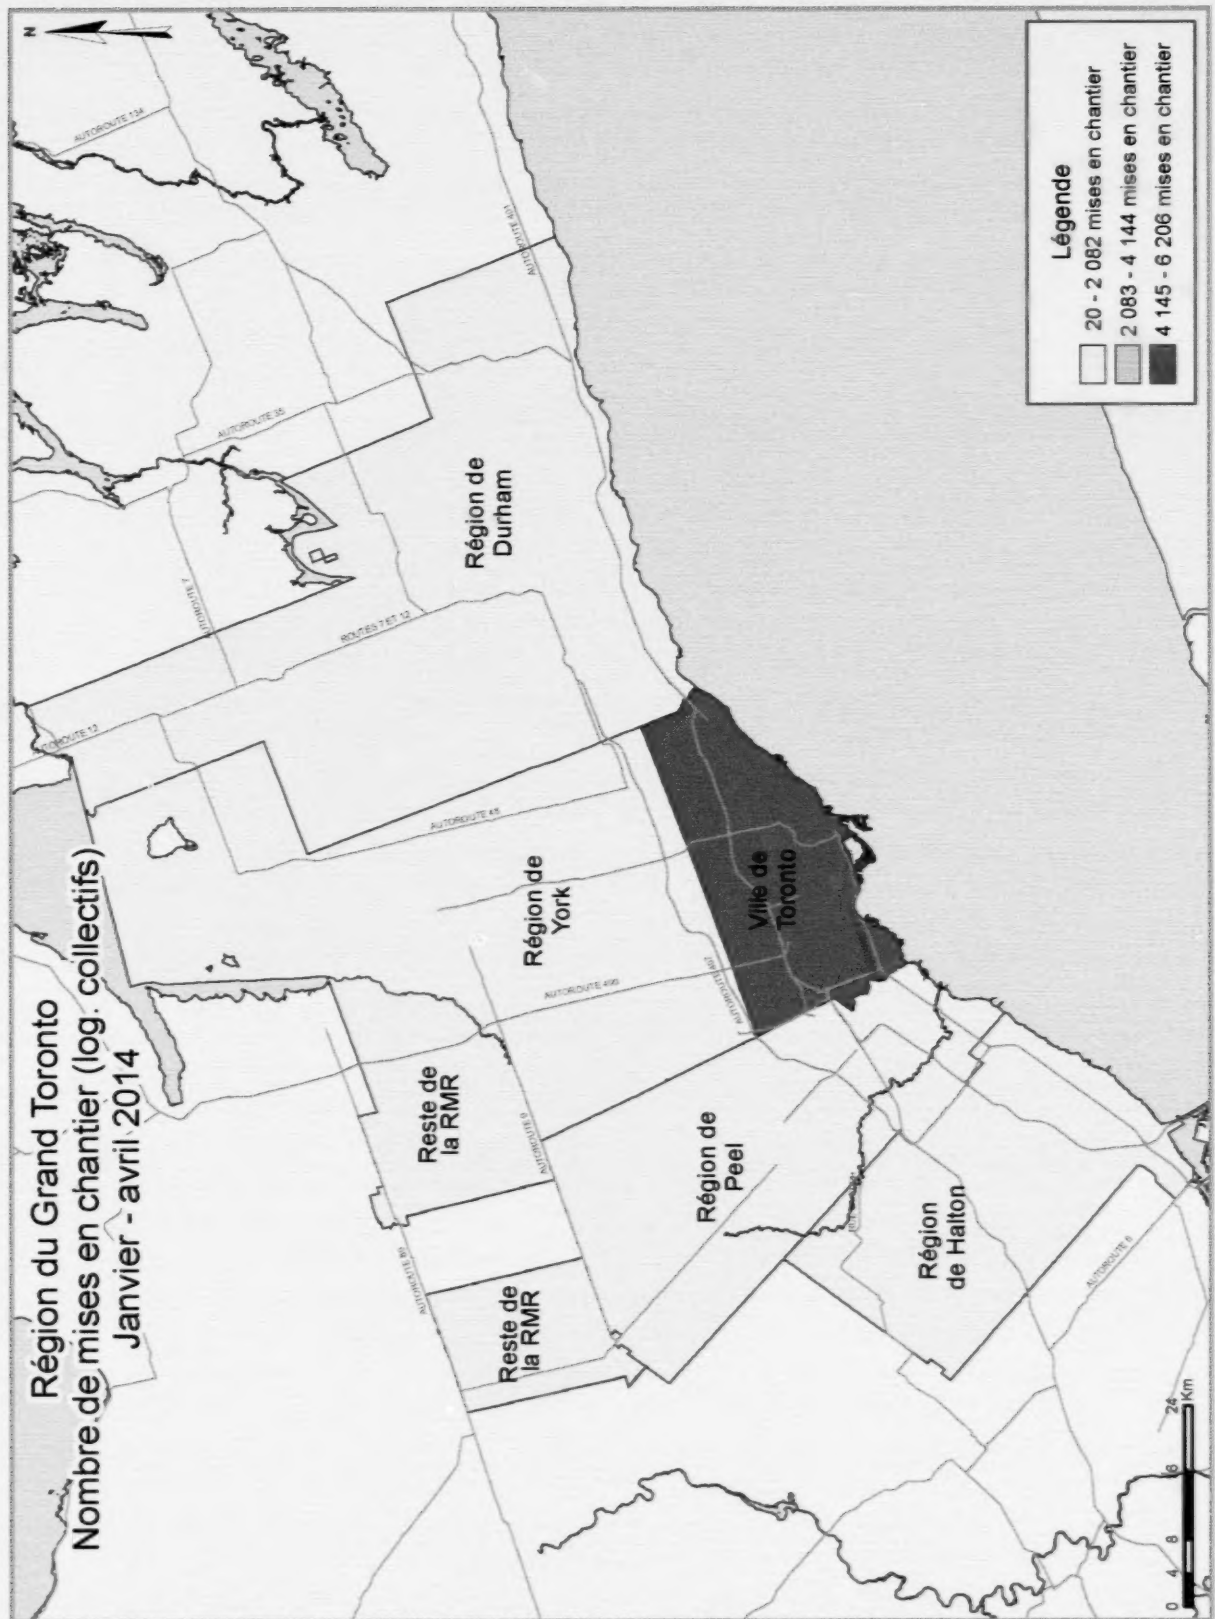 Région du Grand Toronto
Nombre de mises en chantier (log. collectifs)
Janvier - avril 2014
N
AUTOROUTE 134
AUTOROUTE 12
AUTOROUTE 7
AUTOROUTE 35
ROUTES 7 ET 12
AUTOROUTE 401
AUTOROUTE 48
AUTOROUTE 89
AUTOROUTE 9
AUTOROUTE 400
AUTOROUTE 407
AUTOROUTE 6
Reste de
la RMR
Reste de
la RMR
Région de
York
Région de
Durham
Région de
Peel
Ville de
Toronto
Région
de Halton
Légende
20 - 2 082 mises en chantier
2 083 - 4 144 mises en chantier
4 145 - 6 206 mises en chantier
0 4 8 16 24
Km